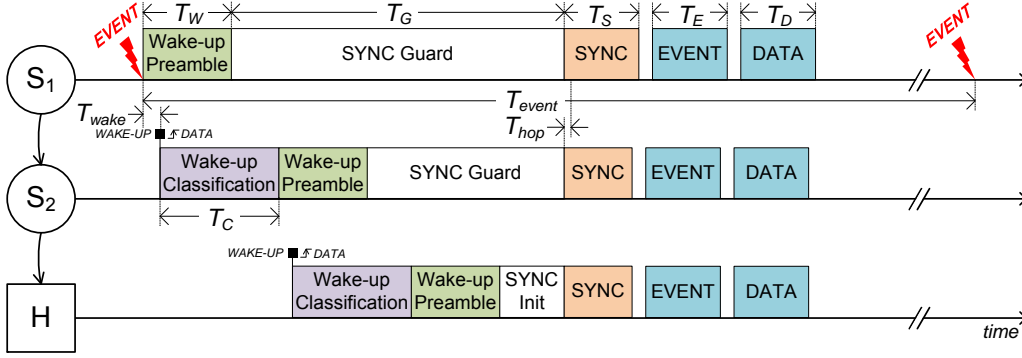 EVENT
T_W
T_G
T_S
T_E
T_D
EVENT
Wake-up
Preamble
SYNC Guard
SYNC
EVENT
DATA
S1
T_wake
T_event
WAKE-UP
DATA
T_hop
Wake-up
Classification
Wake-up
Preamble
SYNC Guard
SYNC
EVENT
DATA
S2
T_C
WAKE-UP
DATA
Wake-up
Classification
Wake-up
Preamble
SYNC
Init
SYNC
EVENT
DATA
H
time